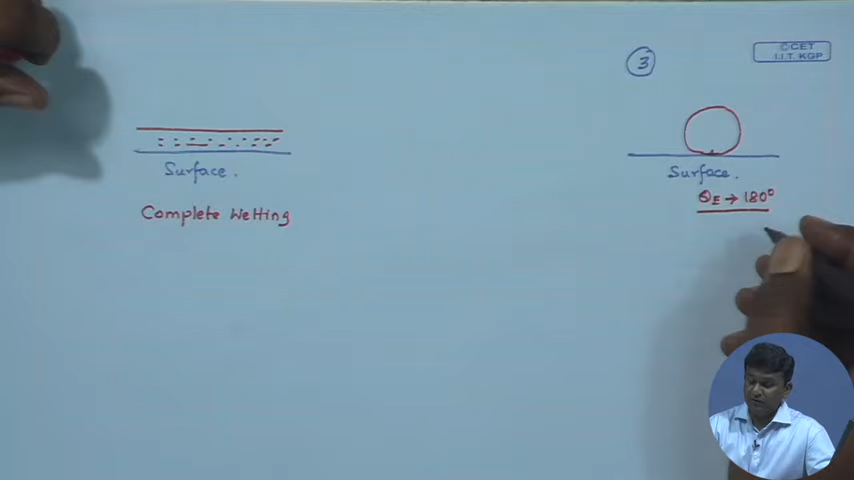 3
©CET
I.I.T. KGP
Surface.
Complete Wetting
Surface.
ΘE → 180°